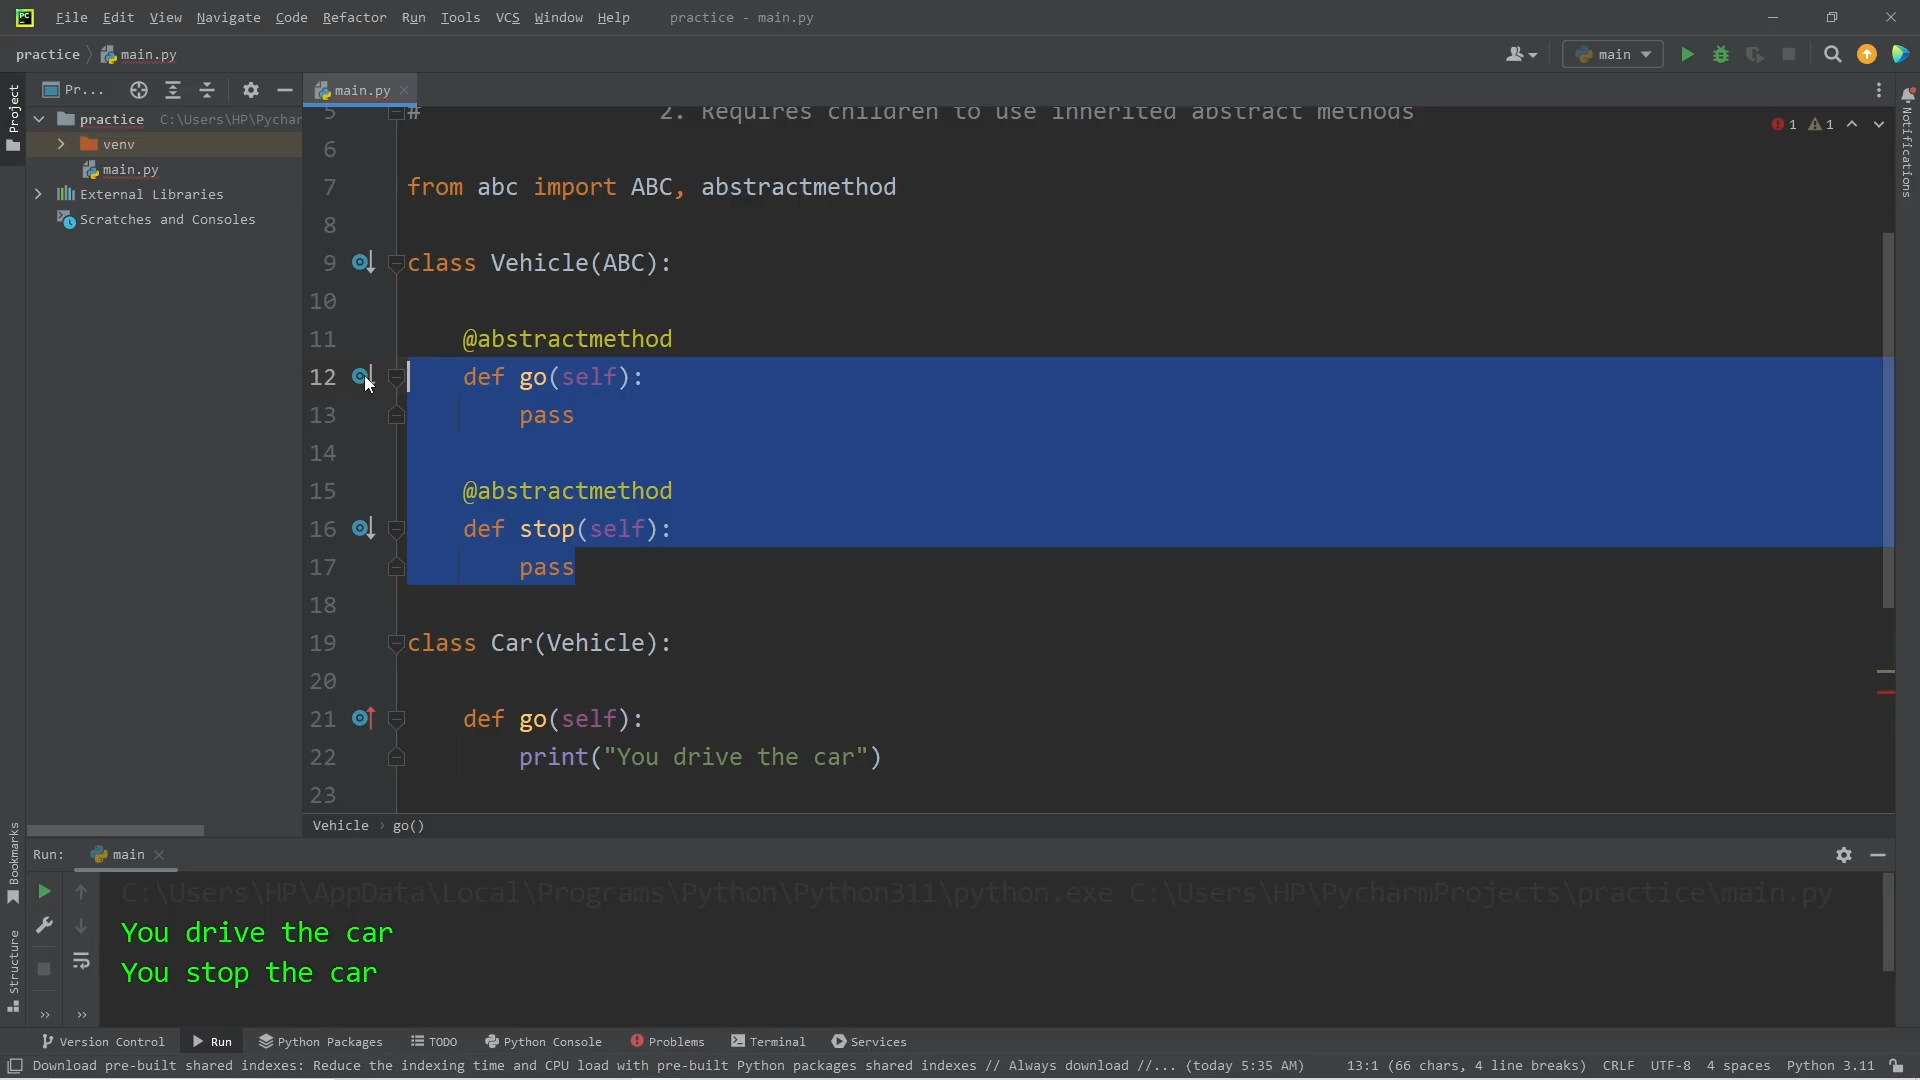 File Edit View Navigate Code Refactor Run Tools VCS Window Help practice - main.py
practice main.py main
Pr... main.py
Project
practice C:\Users\HP\Pychar
venv
main.py
External Libraries
Scratches and Consoles
5 # 2. Requires children to use inherited abstract methods
1 1
6
7 from abc import ABC, abstractmethod
8
9 class Vehicle(ABC):
10
11 @abstractmethod
12 def go(self):
13 pass
14
15 @abstractmethod
16 def stop(self):
17 pass
18
19 class Car(Vehicle):
20
21 def go(self):
22 print("You drive the car")
23
Notifications
Vehicle › go()
Bookmarks
Structure
Run: main
C:\Users\HP\AppData\Local\Programs\Python\Python311\python.exe C:\Users\HP\PycharmProjects\practice\main.py
You drive the car
You stop the car
Version Control Run Python Packages TODO Python Console Problems Terminal Services
Download pre-built shared indexes: Reduce the indexing time and CPU load with pre-built Python packages shared indexes // Always download //... (today 5:35 AM) 13:1 (66 chars, 4 line breaks) CRLF UTF-8 4 spaces Python 3.11